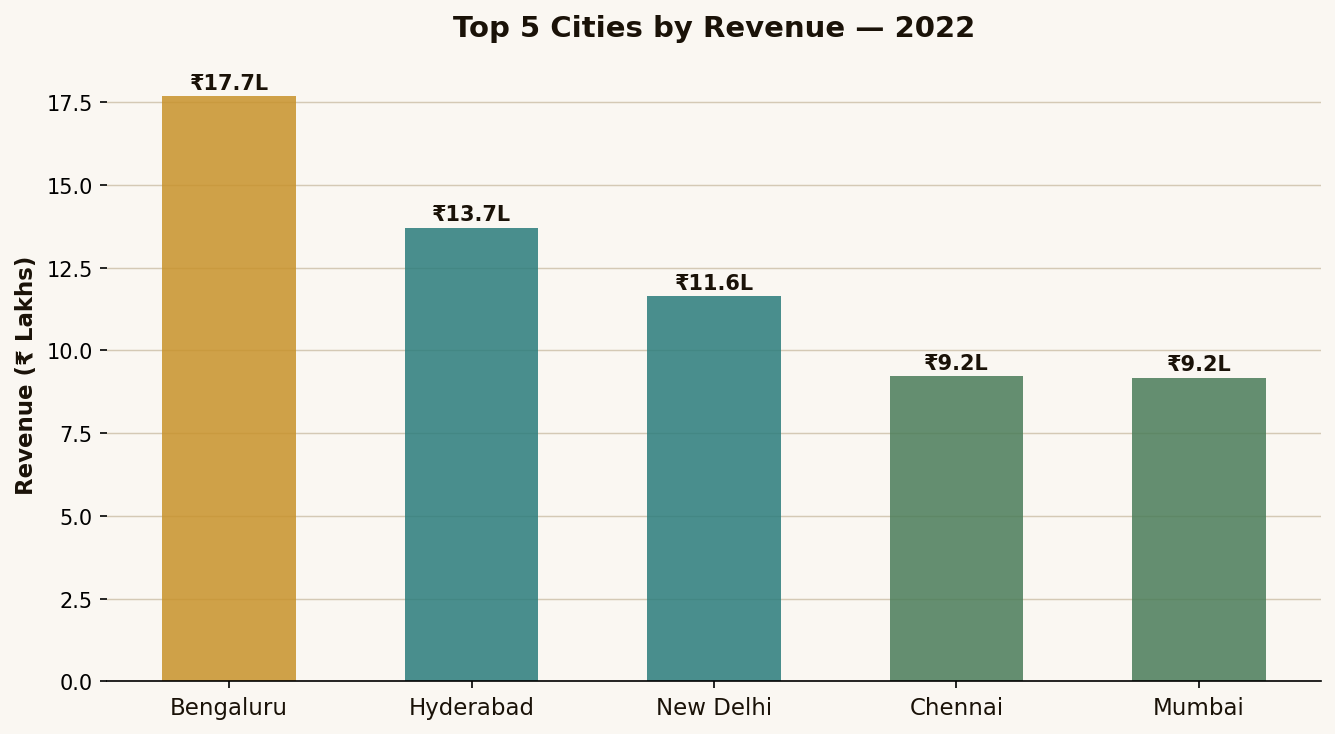 Top 5 Cities by Revenue — 2022
₹17.7L
₹13.7L
₹11.6L
₹9.2L
₹9.2L
Revenue (₹ Lakhs)
17.5
15.0
12.5
10.0
7.5
5.0
2.5
0.0
Bengaluru
Hyderabad
New Delhi
Chennai
Mumbai